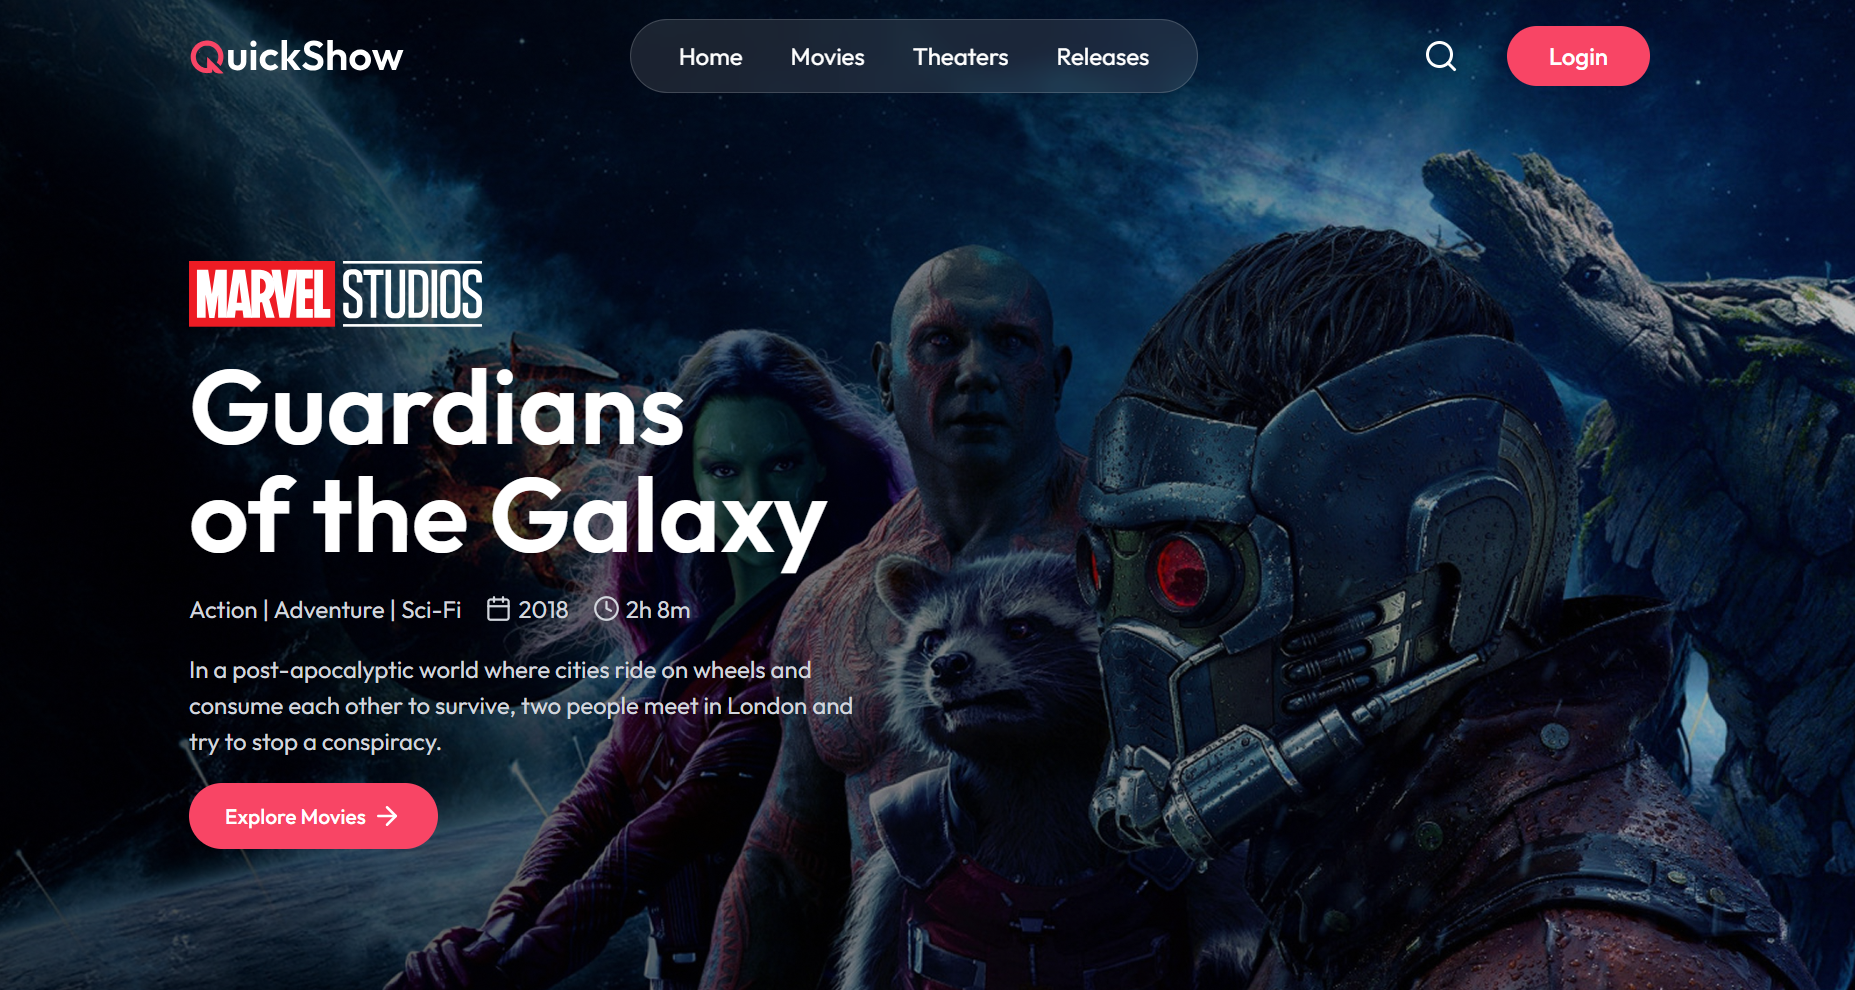 QuickShow
Home Movies Theaters Releases
Login
MARVEL STUDIOS
Guardians
of the Galaxy
Action | Adventure | Sci-Fi 2018 2h 8m
In a post-apocalyptic world where cities ride on wheels and
consume each other to survive, two people meet in London and
try to stop a conspiracy.
Explore Movies